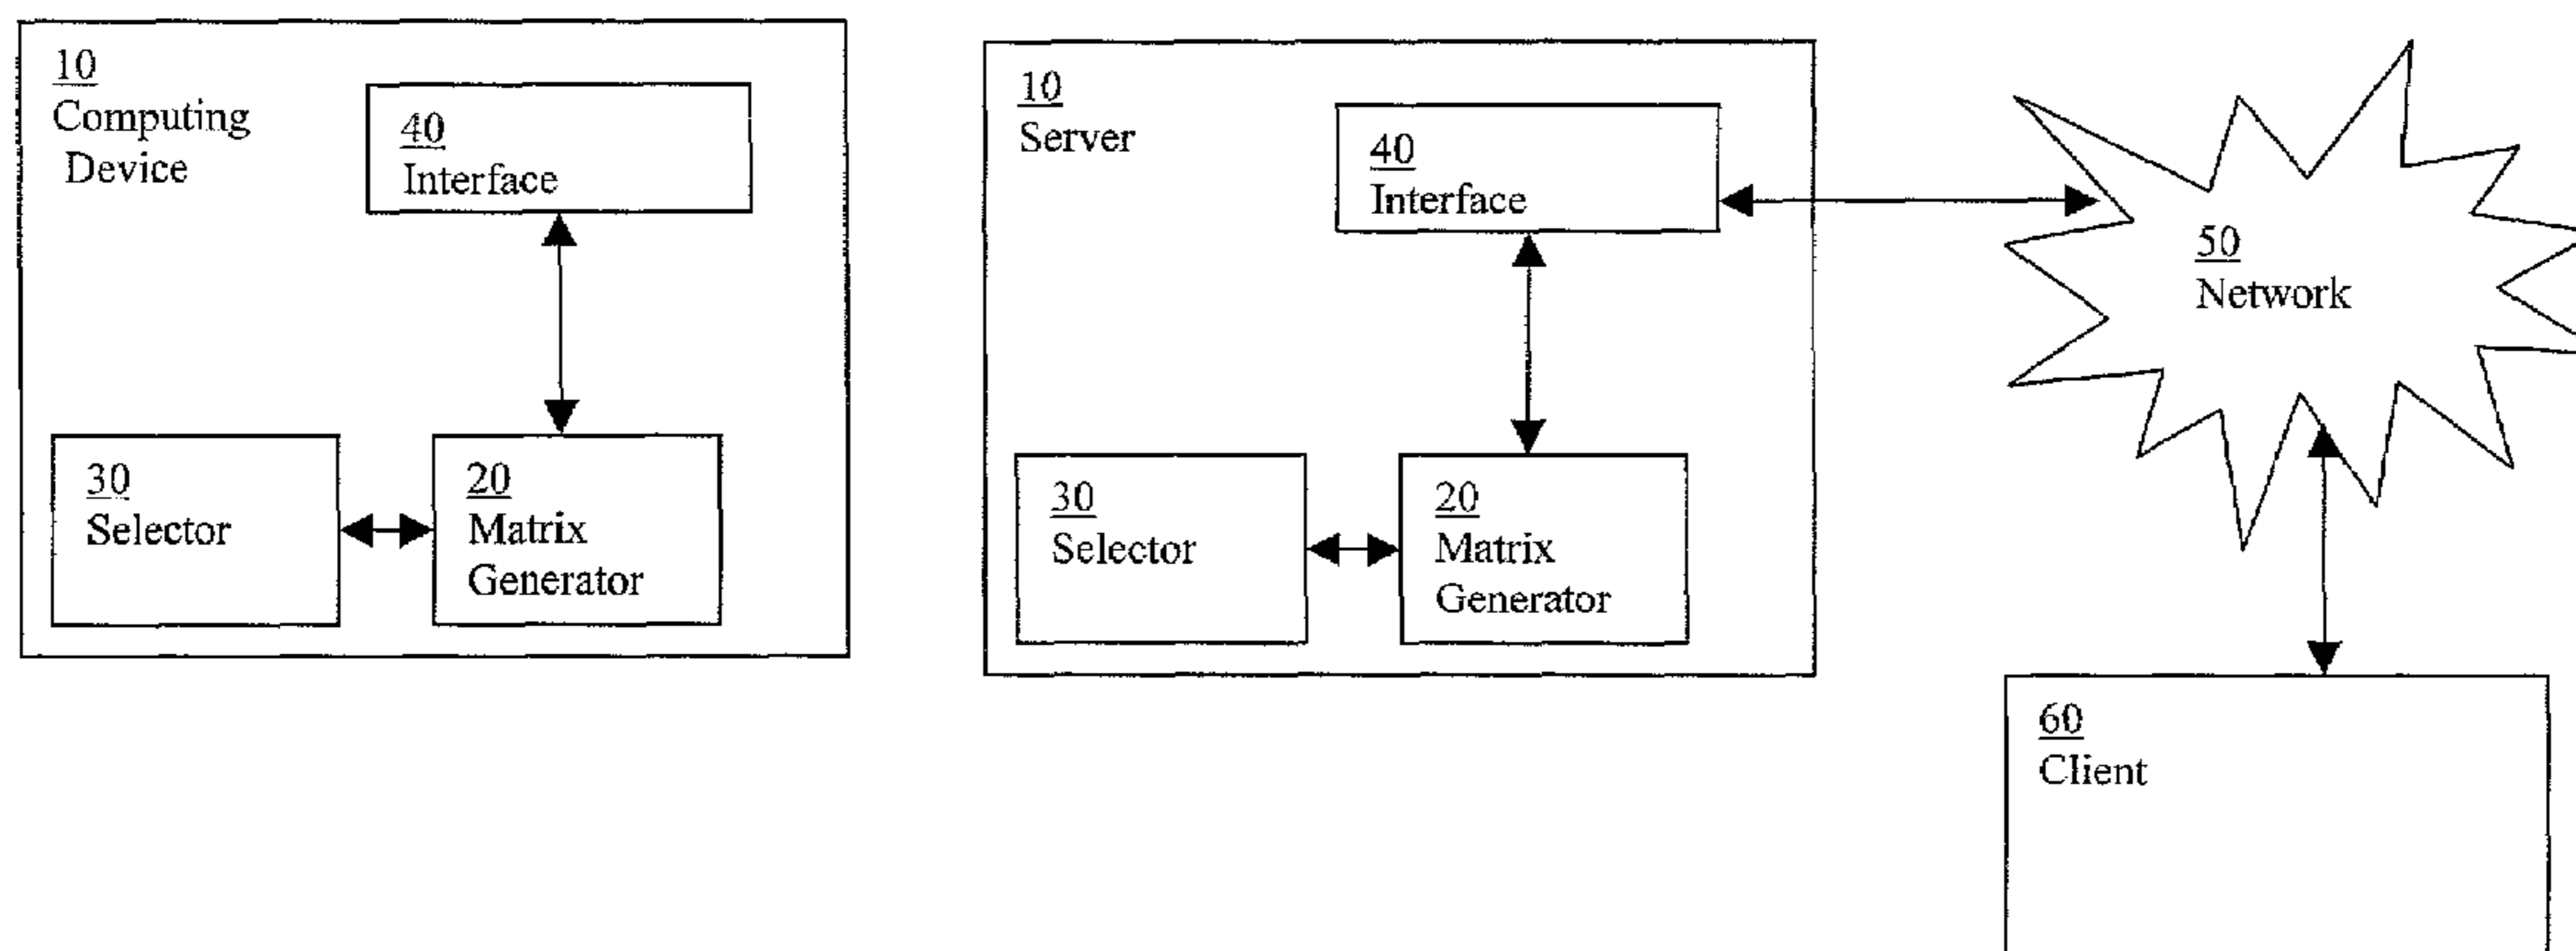 10
Computing
Device
40
Interface
30
Selector
20
Matrix
Generator
10
Server
40
Interface
30
Selector
20
Matrix
Generator
50
Network
60
Client